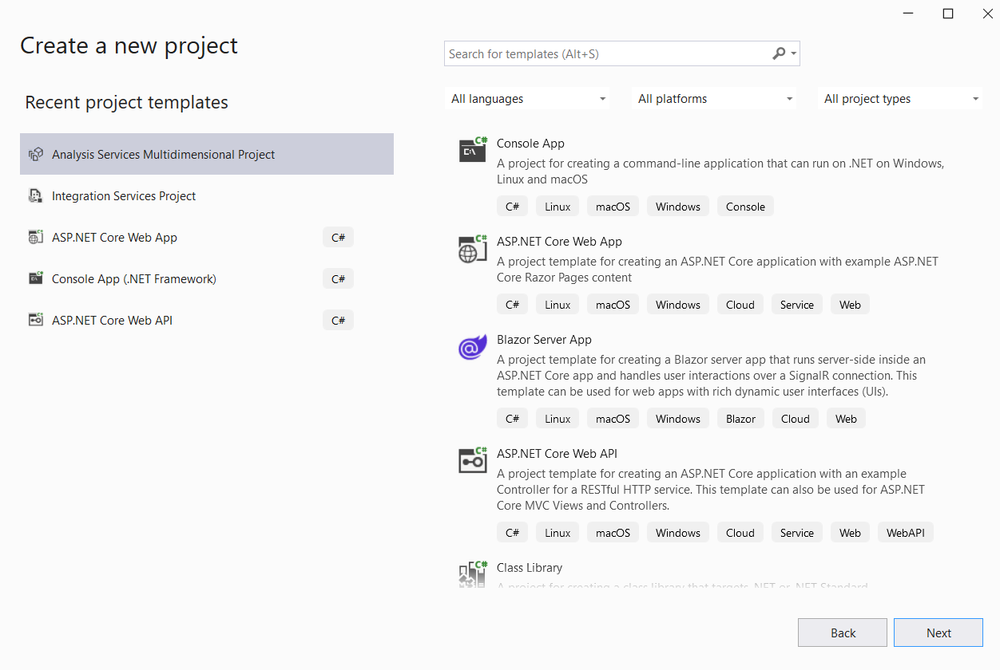 Create a new project
Search for templates (Alt+S)
Recent project templates
All languages
All platforms
All project types
Analysis Services Multidimensional Project
Integration Services Project
ASP.NET Core Web App
C#
Console App (.NET Framework)
C#
ASP.NET Core Web API
C#
C#
Console App
A project for creating a command-line application that can run on .NET on Windows,
Linux and macOS
C# Linux macOS Windows Console
C#
ASP.NET Core Web App
A project template for creating an ASP.NET Core application with example ASP.NET
Core Razor Pages content
C# Linux macOS Windows Cloud Service Web
Blazor Server App
A project template for creating a Blazor server app that runs server-side inside an
ASP.NET Core app and handles user interactions over a SignalR connection. This
template can be used for web apps with rich dynamic user interfaces (UIs).
C# Linux macOS Windows Blazor Cloud Web
C#
ASP.NET Core Web API
A project template for creating an ASP.NET Core application with an example
Controller for a RESTful HTTP service. This template can also be used for ASP.NET
Core MVC Views and Controllers.
C# Linux macOS Windows Cloud Service Web WebAPI
C#
Class Library
A project for creating a class library that targets .NET or .NET Standard
Back
Next